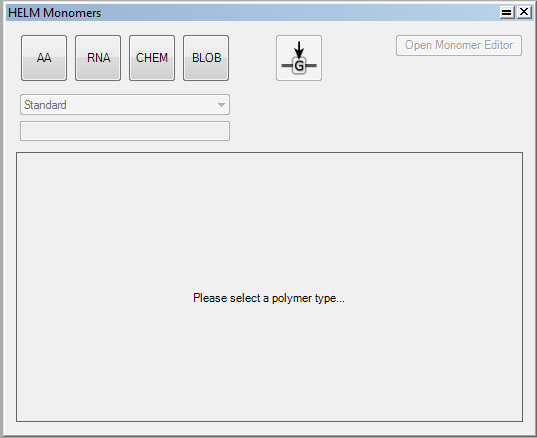 HELM Monomers
AA
RNA
CHEM
BLOB
G
Open Monomer Editor
Standard
Please select a polymer type...